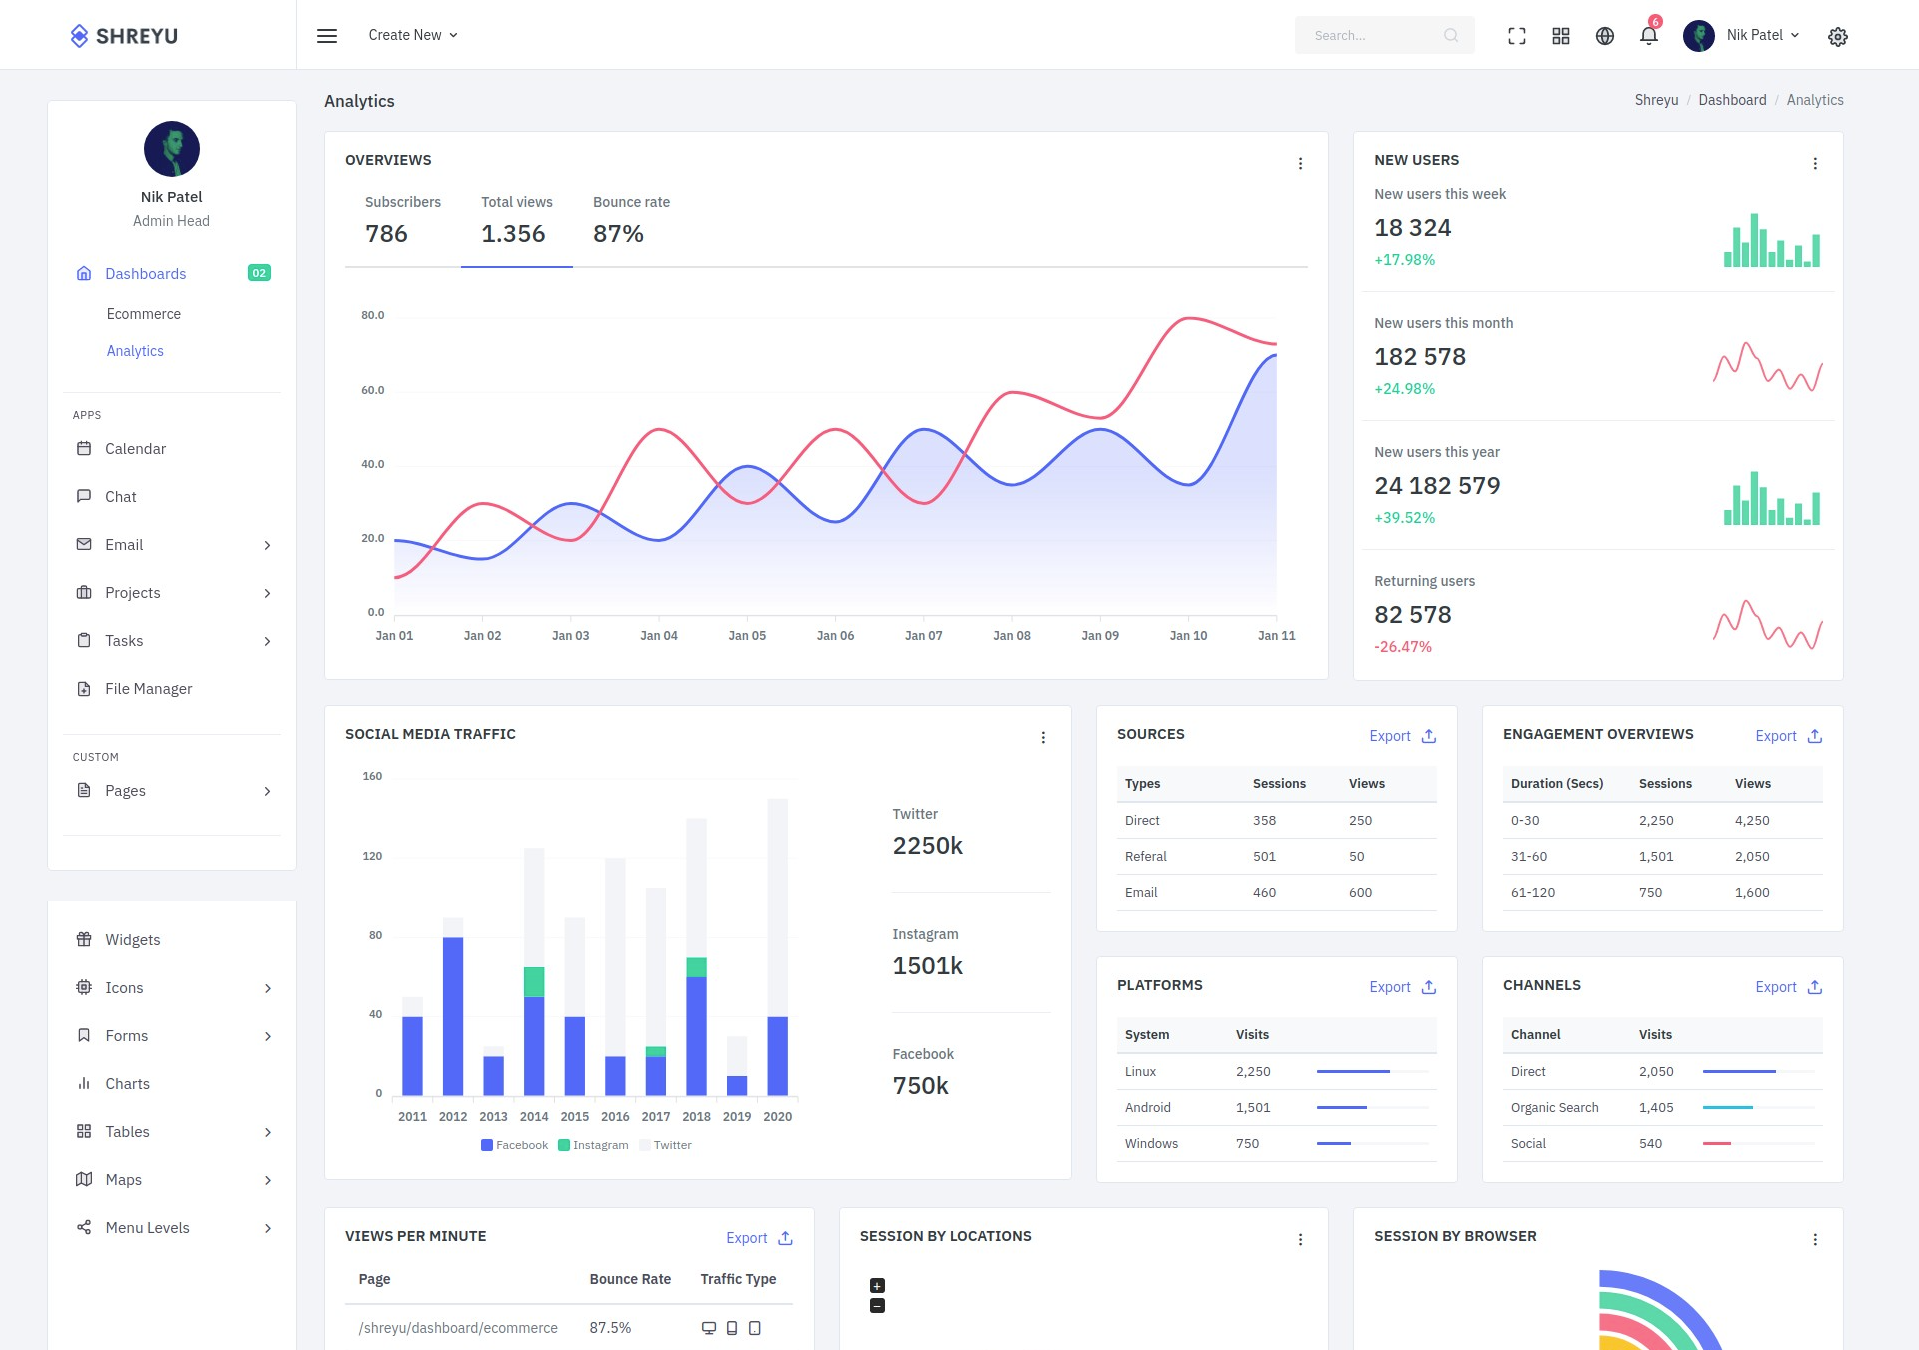 SHREYU
Create New
Search...
6
Nik Patel
Nik Patel
Admin Head
Dashboards 02
Ecommerce
Analytics
APPS
Calendar
Chat
Email
Projects
Tasks
File Manager
CUSTOM
Pages
Widgets
Icons
Forms
Charts
Tables
Maps
Menu Levels
Analytics
Shreyu / Dashboard / Analytics
OVERVIEWS
Subscribers Total views Bounce rate
786 1.356 87%
80.0
60.0
40.0
20.0
0.0
Jan 01 Jan 02 Jan 03 Jan 04 Jan 05 Jan 06 Jan 07 Jan 08 Jan 09 Jan 10 Jan 11
NEW USERS
New users this week
18 324
+17.98%
New users this month
182 578
+24.98%
New users this year
24 182 579
+39.52%
Returning users
82 578
-26.47%
SOCIAL MEDIA TRAFFIC
160
120
80
40
0
2011 2012 2013 2014 2015 2016 2017 2018 2019 2020
Facebook Instagram Twitter
Twitter
2250k
Instagram
1501k
Facebook
750k
SOURCES Export
Types Sessions Views
Direct 358 250
Referal 501 50
Email 460 600
ENGAGEMENT OVERVIEWS Export
Duration (Secs) Sessions Views
0-30 2,250 4,250
31-60 1,501 2,050
61-120 750 1,600
PLATFORMS Export
System Visits
Linux 2,250
Android 1,501
Windows 750
CHANNELS Export
Channel Visits
Direct 2,050
Organic Search 1,405
Social 540
VIEWS PER MINUTE Export
Page Bounce Rate Traffic Type
/shreyu/dashboard/ecommerce 87.5%
SESSION BY LOCATIONS
+
−
SESSION BY BROWSER